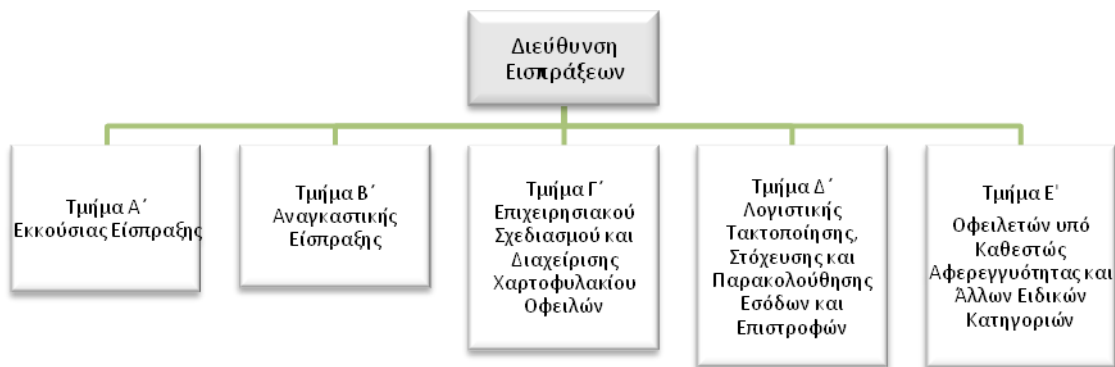 Διεύθυνση
Εισπράξεων
Τμήμα Α΄
Εκκούσιας Είσπραξης
Τμήμα Β΄
Αναγκαστικής
Είσπραξης
Τμήμα Γ΄
Επιχειρησιακού
Σχεδιασμού και
Διαχείρισης
Χαρτοφυλακίου
Οφειλών
Τμήμα Δ΄
Λογιστικής
Τακτοποίησης,
Στόχευσης και
Παρακολούθησης
Εσόδων και
Επιστροφών
Τμήμα Ε'
Οφειλετών υπό
Καθεστώς
Αφερεγγυότητας και
Άλλων Ειδικών
Κατηγοριών